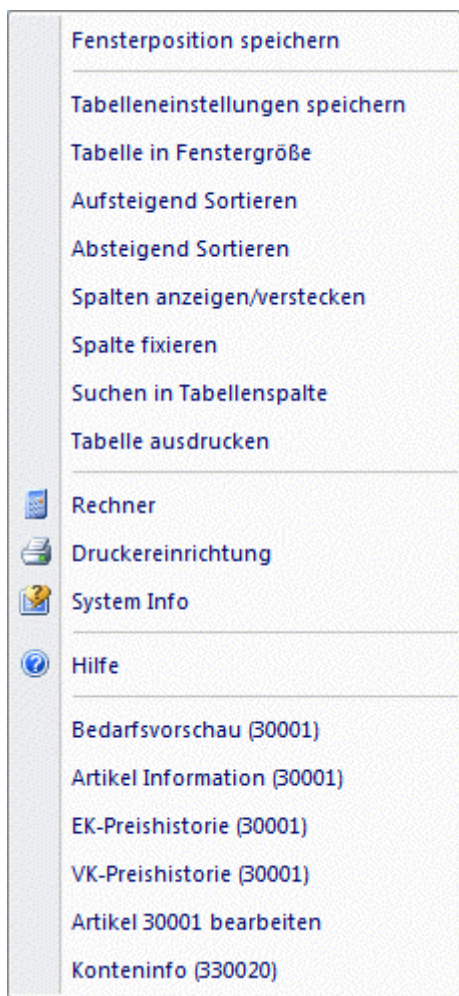 Fensterposition speichern
Tabelleneinstellungen speichern
Tabelle in Fenstergröße
Aufsteigend Sortieren
Absteigend Sortieren
Spalten anzeigen/verstecken
Spalte fixieren
Suchen in Tabellenspalte
Tabelle ausdrucken
Rechner
Druckereinrichtung
System Info
Hilfe
Bedarfsvorschau (30001)
Artikel Information (30001)
EK-Preishistorie (30001)
VK-Preishistorie (30001)
Artikel 30001 bearbeiten
Konteninfo (330020)